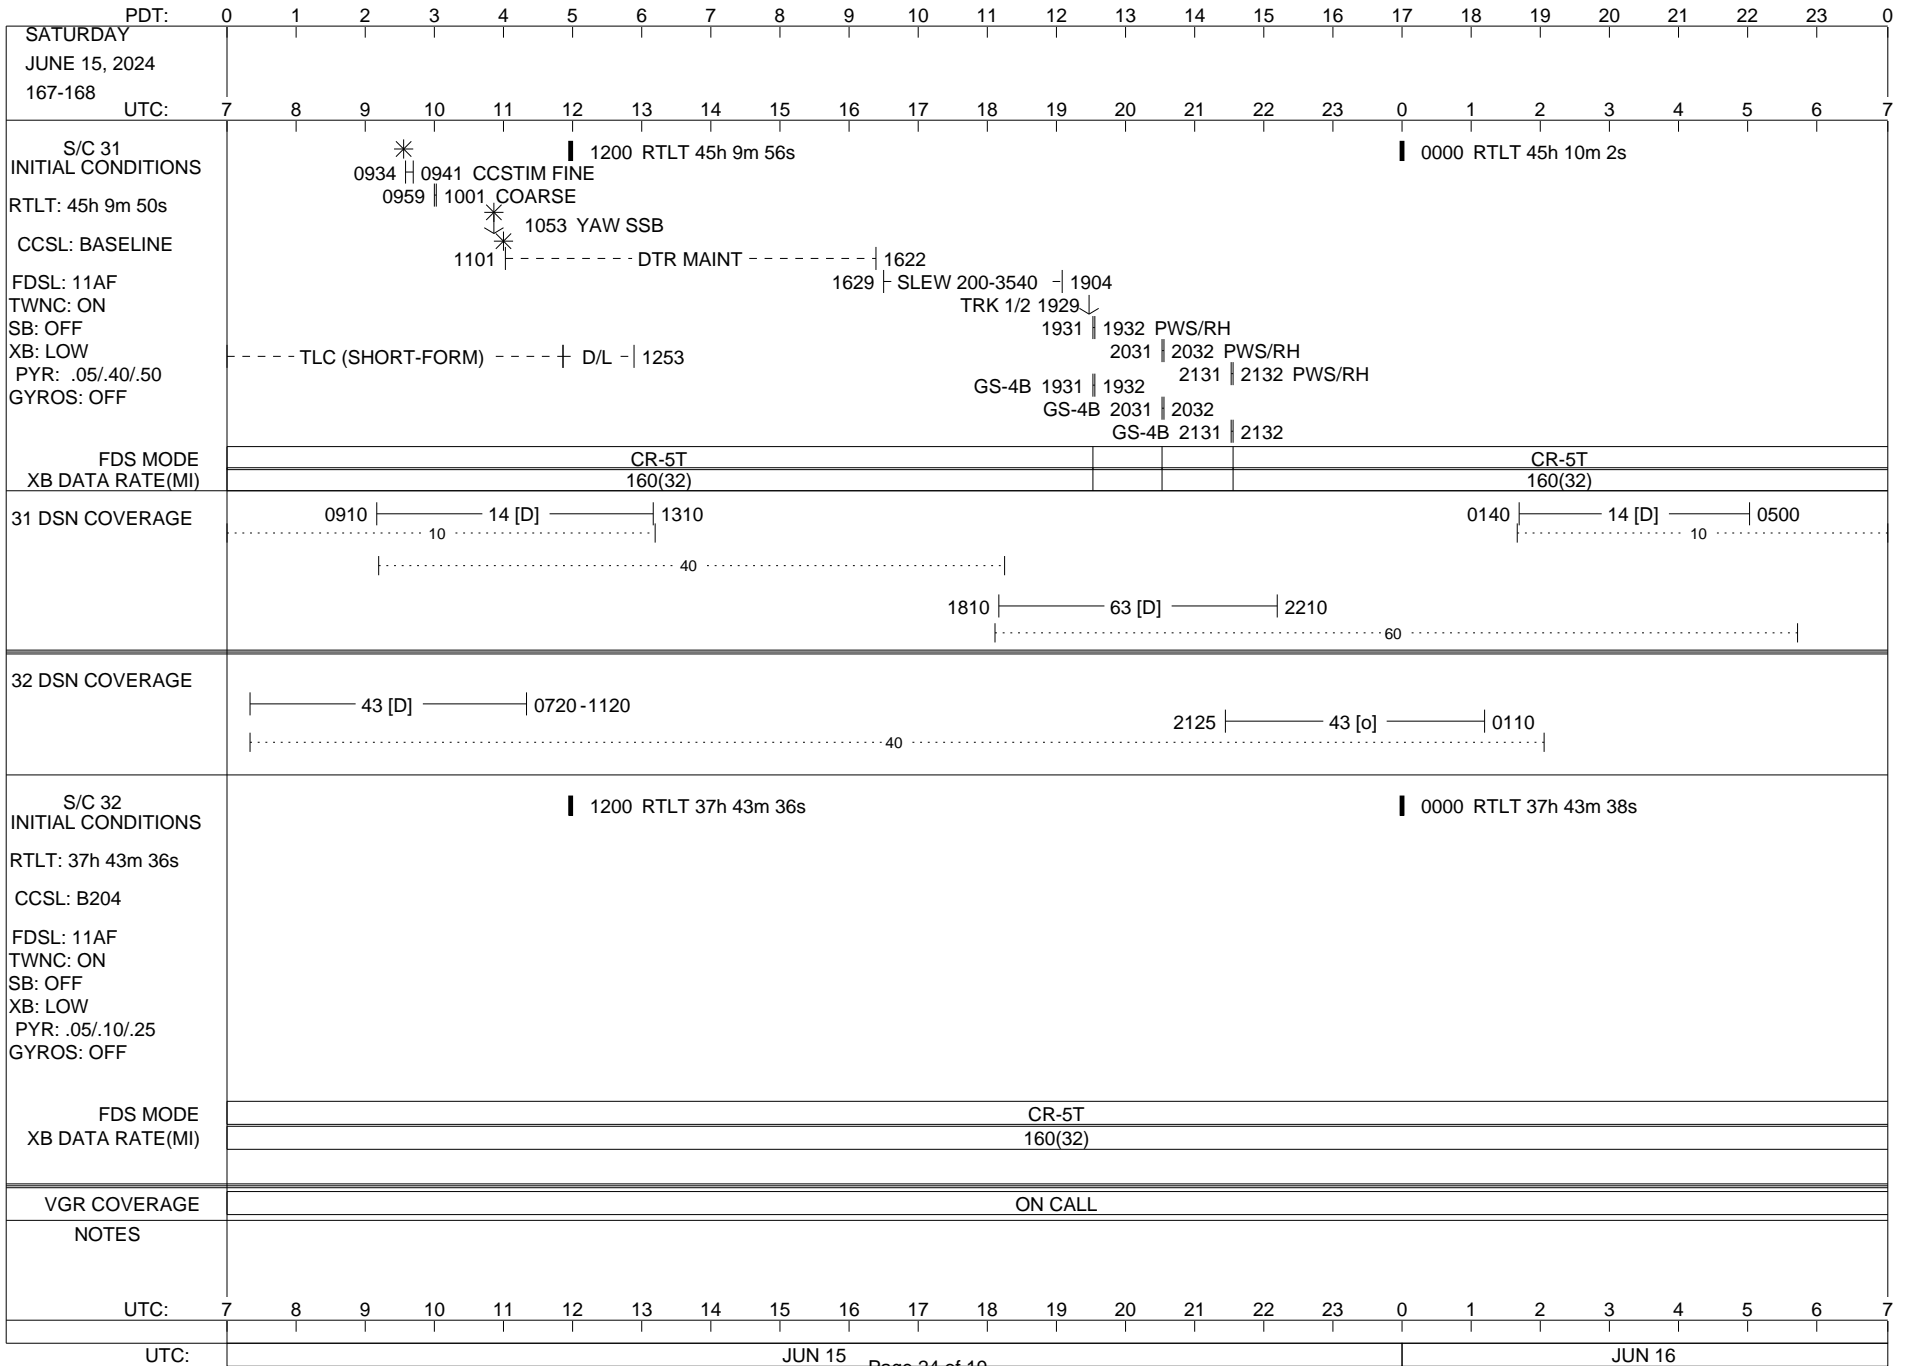 PDT: 0 1 2 3 4 5 6 7 8 9 10 11 12 13 14 15 16 17 18 19 20 21 22 23 0
SATURDAY
JUNE 15, 2024
167-168
UTC: 7 8 9 10 11 12 13 14 15 16 17 18 19 20 21 22 23 0 1 2 3 4 5 6 7
S/C 31
INITIAL CONDITIONS
RTLT: 45h 9m 50s
CCSL: BASELINE
FDSL: 11AF
TWNC: ON
SB: OFF
XB: LOW
PYR: .05/.40/.50
GYROS: OFF
1200 RTLT 45h 9m 56s
0000 RTLT 45h 10m 2s
0934 0941 CCSTIM FINE
0959 1001 COARSE
1053 YAW SSB
1101 DTR MAINT 1622
1629 SLEW 200-3540 1904
TRK 1/2 1929
1931 1932 PWS/RH
2031 2032 PWS/RH
TLC (SHORT-FORM) D/L 1253
2131 2132 PWS/RH
GS-4B 1931 1932
GS-4B 2031 2032
GS-4B 2131 2132
FDS MODE CR-5T CR-5T
XB DATA RATE(MI) 160(32) 160(32)
31 DSN COVERAGE
0910 14 [D] 1310
0140 14 [D] 0500
10 10
40
1810 63 [D] 2210
60
32 DSN COVERAGE
43 [D] 0720-1120
2125 43 [o] 0110
40
S/C 32
INITIAL CONDITIONS
RTLT: 37h 43m 36s
CCSL: B204
FDSL: 11AF
TWNC: ON
SB: OFF
XB: LOW
PYR: .05/.10/.25
GYROS: OFF
1200 RTLT 37h 43m 36s
0000 RTLT 37h 43m 38s
FDS MODE CR-5T
XB DATA RATE(MI) 160(32)
VGR COVERAGE ON CALL
NOTES
UTC: 7 8 9 10 11 12 13 14 15 16 17 18 19 20 21 22 23 0 1 2 3 4 5 6 7
UTC: JUN 15 JUN 16
Page 24 of 10